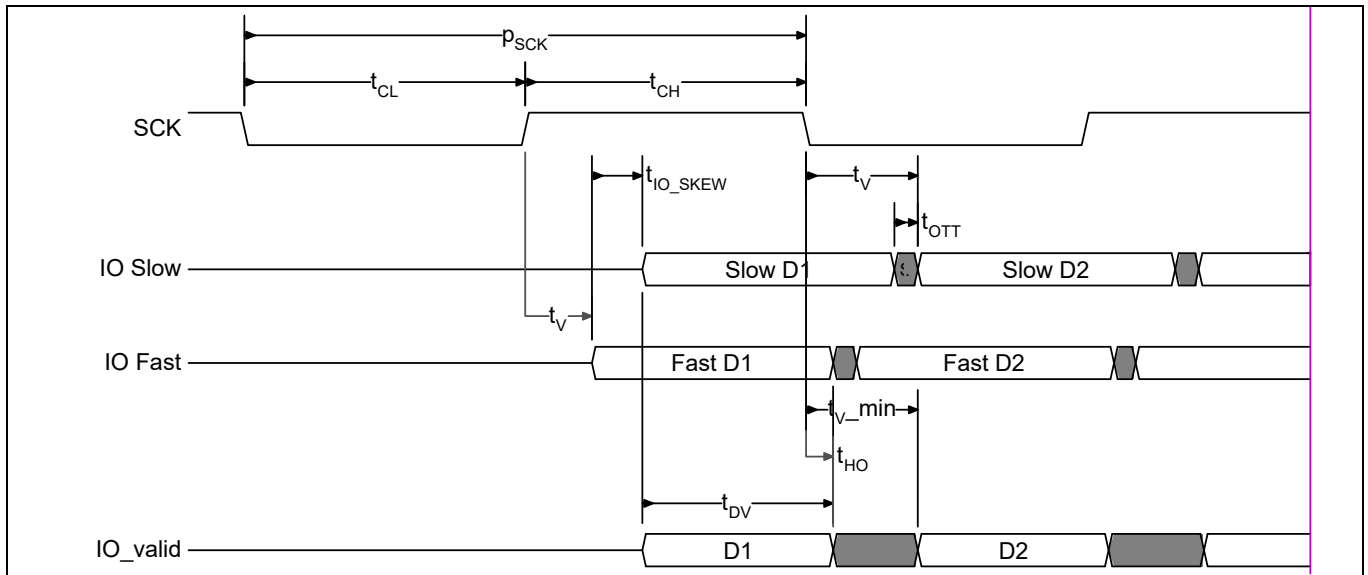 pSCK
tCL
tCH
SCK
tIO_SKEW
tV
tOTT
IO Slow
Slow D1
Slow D2
tV
IO Fast
Fast D1
Fast D2
tV_min
tHO
tDV
IO_valid
D1
D2